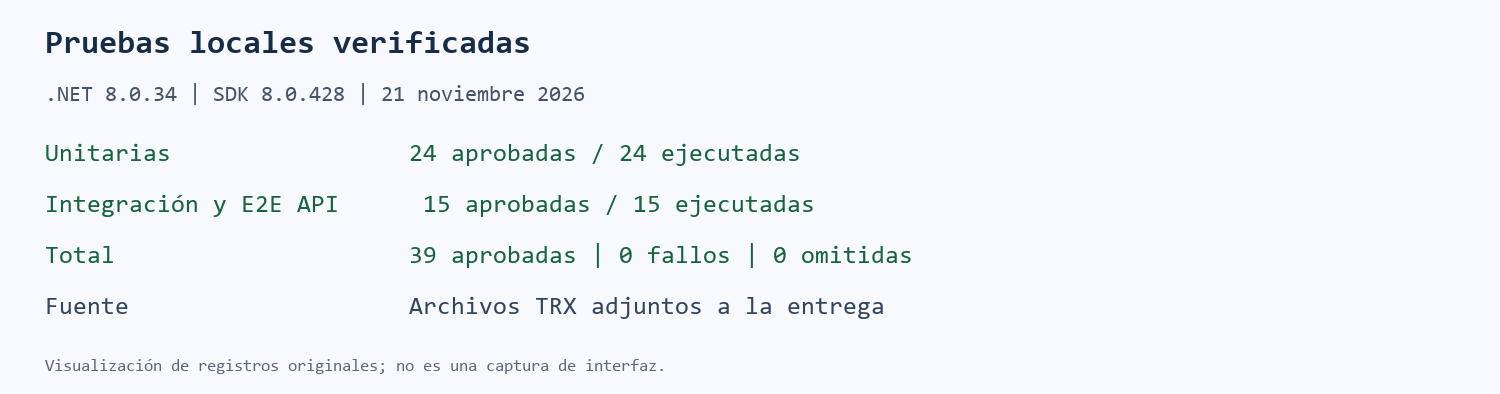 Pruebas locales verificadas
.NET 8.0.34 | SDK 8.0.428 | 21 noviembre 2026
Unitarias 24 aprobadas / 24 ejecutadas
Integración y E2E API 15 aprobadas / 15 ejecutadas
Total 39 aprobadas | 0 fallos | 0 omitidas
Fuente Archivos TRX adjuntos a la entrega
Visualización de registros originales; no es una captura de interfaz.